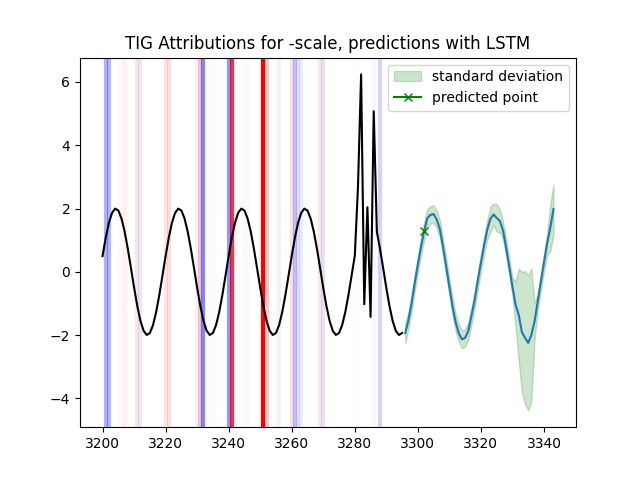 TIG Attributions for -scale, predictions with LSTM
standard deviation
predicted point
6
4
2
0
−2
−4
3200 3220 3240 3260 3280 3300 3320 3340